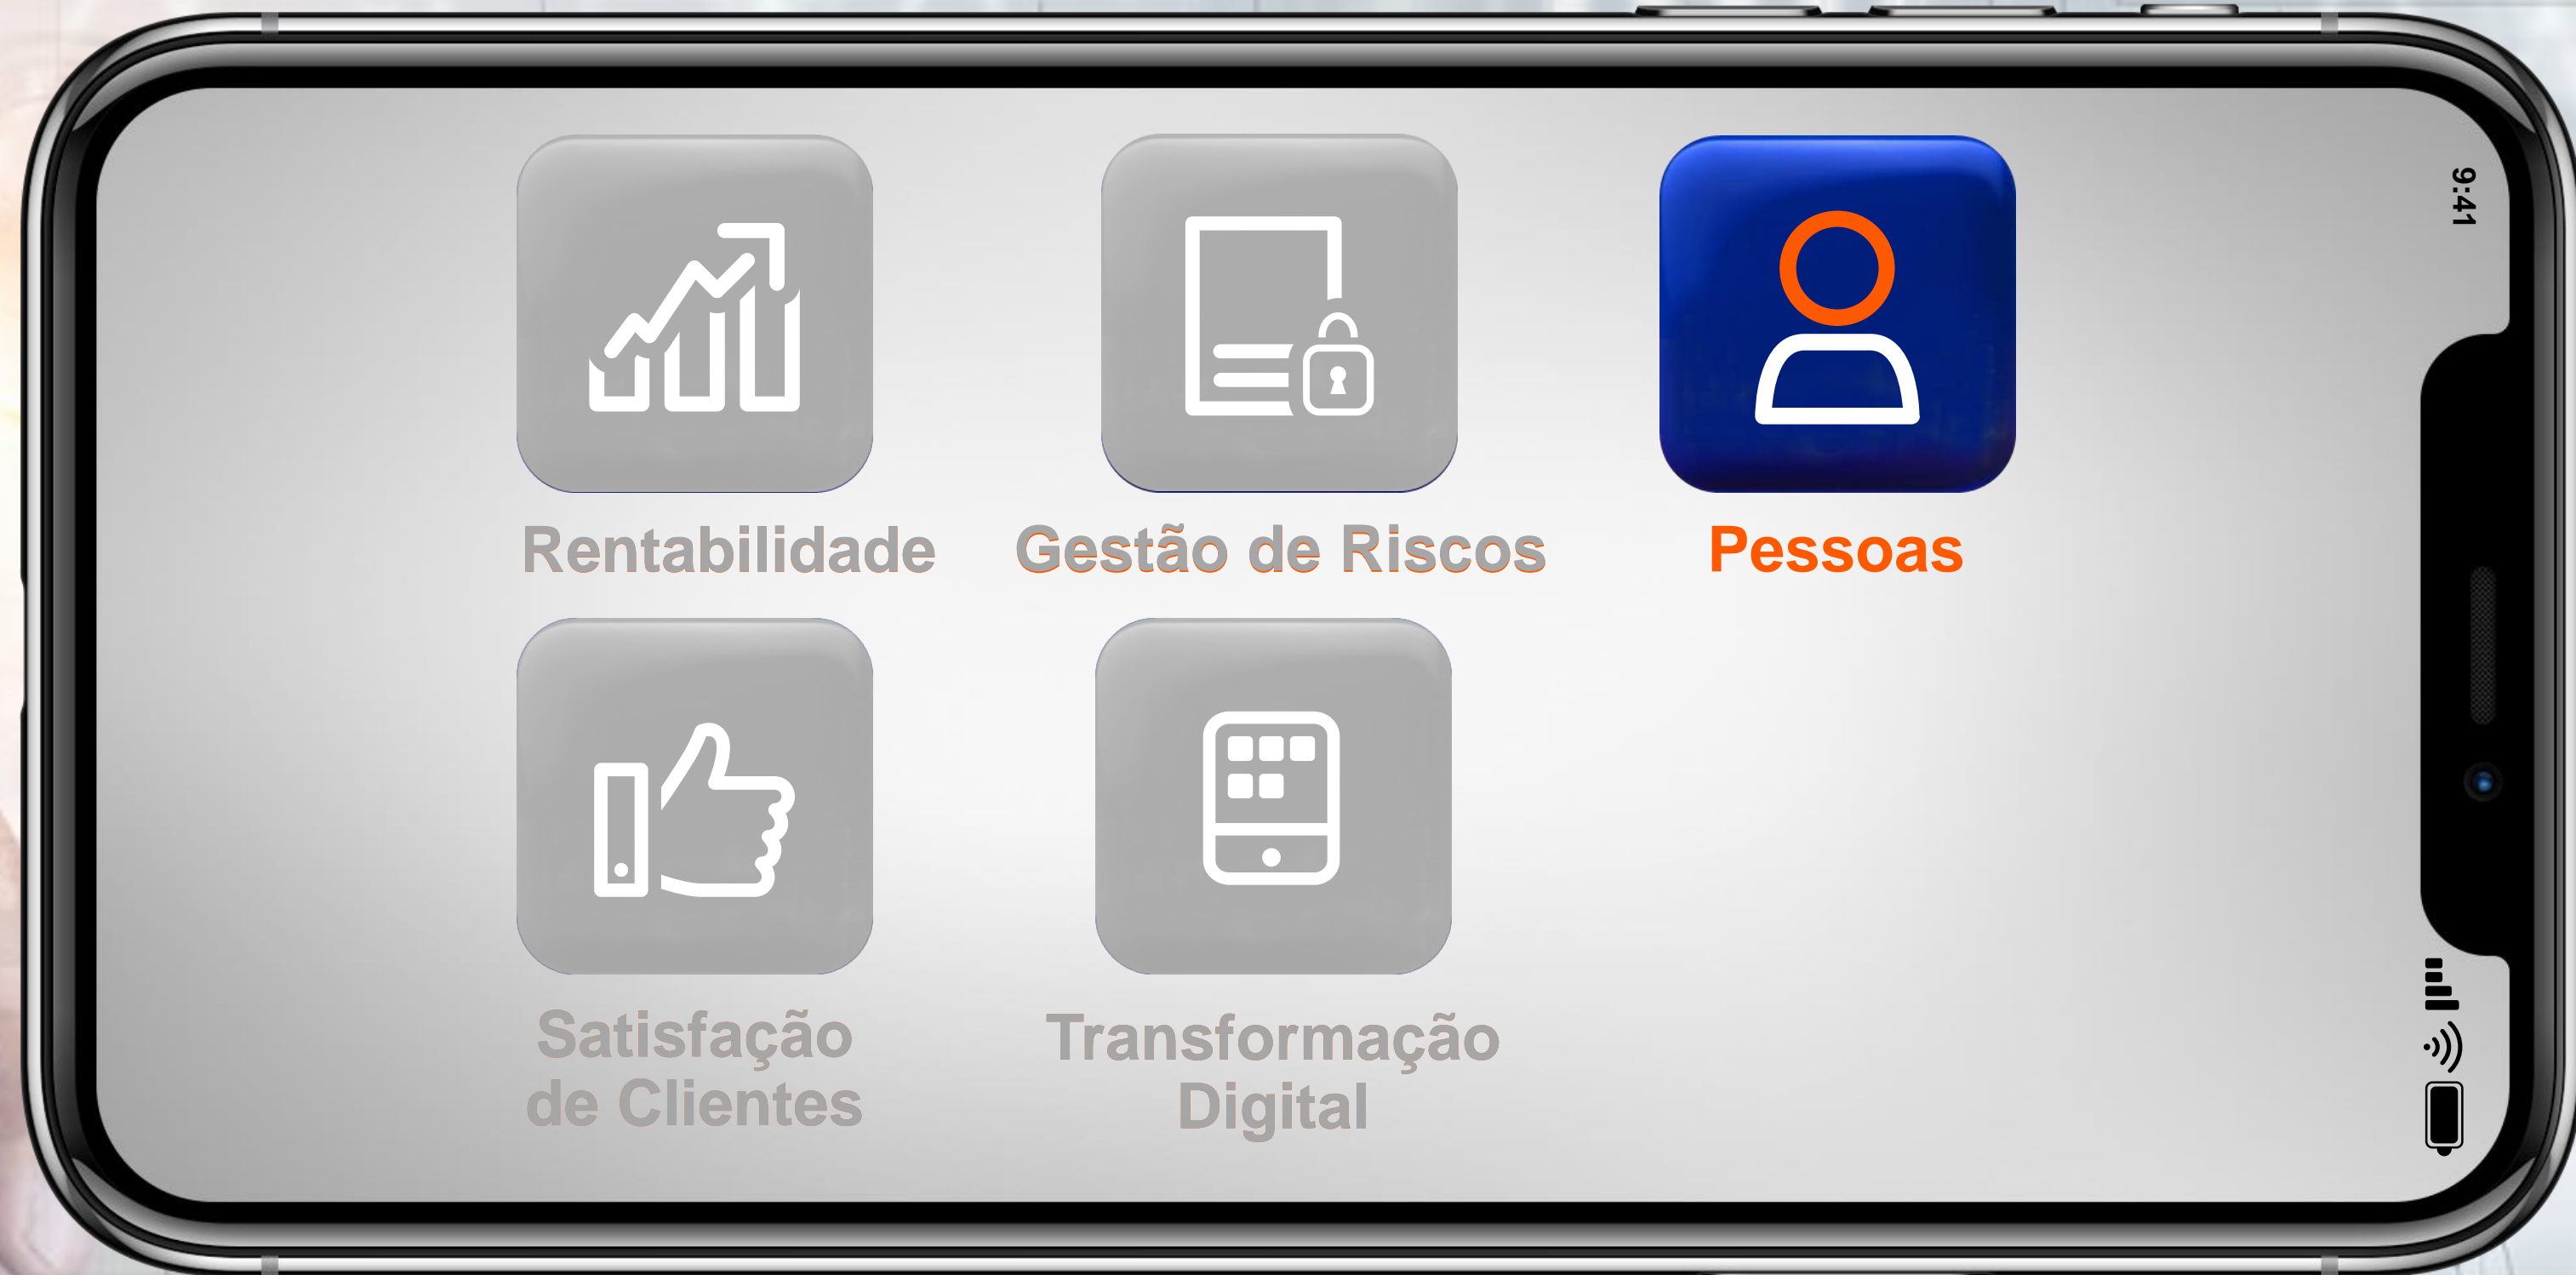 9:41
Rentabilidade
Gestão de Riscos
Pessoas
Satisfação
de Clientes
Transformação
Digital